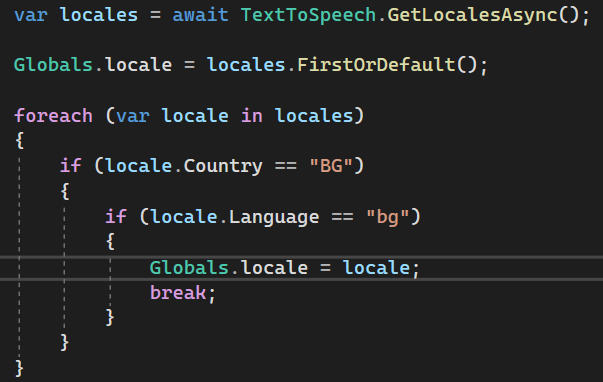 var locales = await TextToSpeech.GetLocalesAsync();
Globals.locale = locales.FirstOrDefault();
foreach (var locale in locales)
{
if (locale.Country == "BG")
{
if (locale.Language == "bg")
{
Globals.locale = locale;
break;
}
}
}